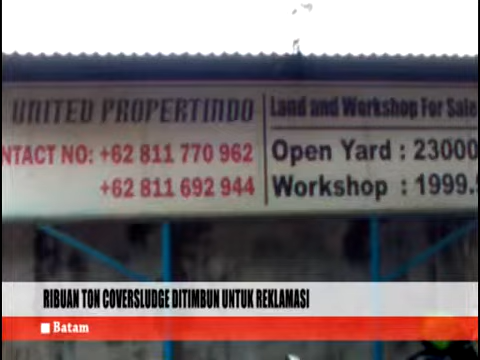 UNITED PROPERTINDO
Land and Workshop For Sale
NTACT NO: +62 811 770 962
+62 811 692 944
Open Yard : 23000
Workshop : 1999.
RIBUAN TON COVERSLUDGE DITIMBUN UNTUK REKLAMASI
Batam